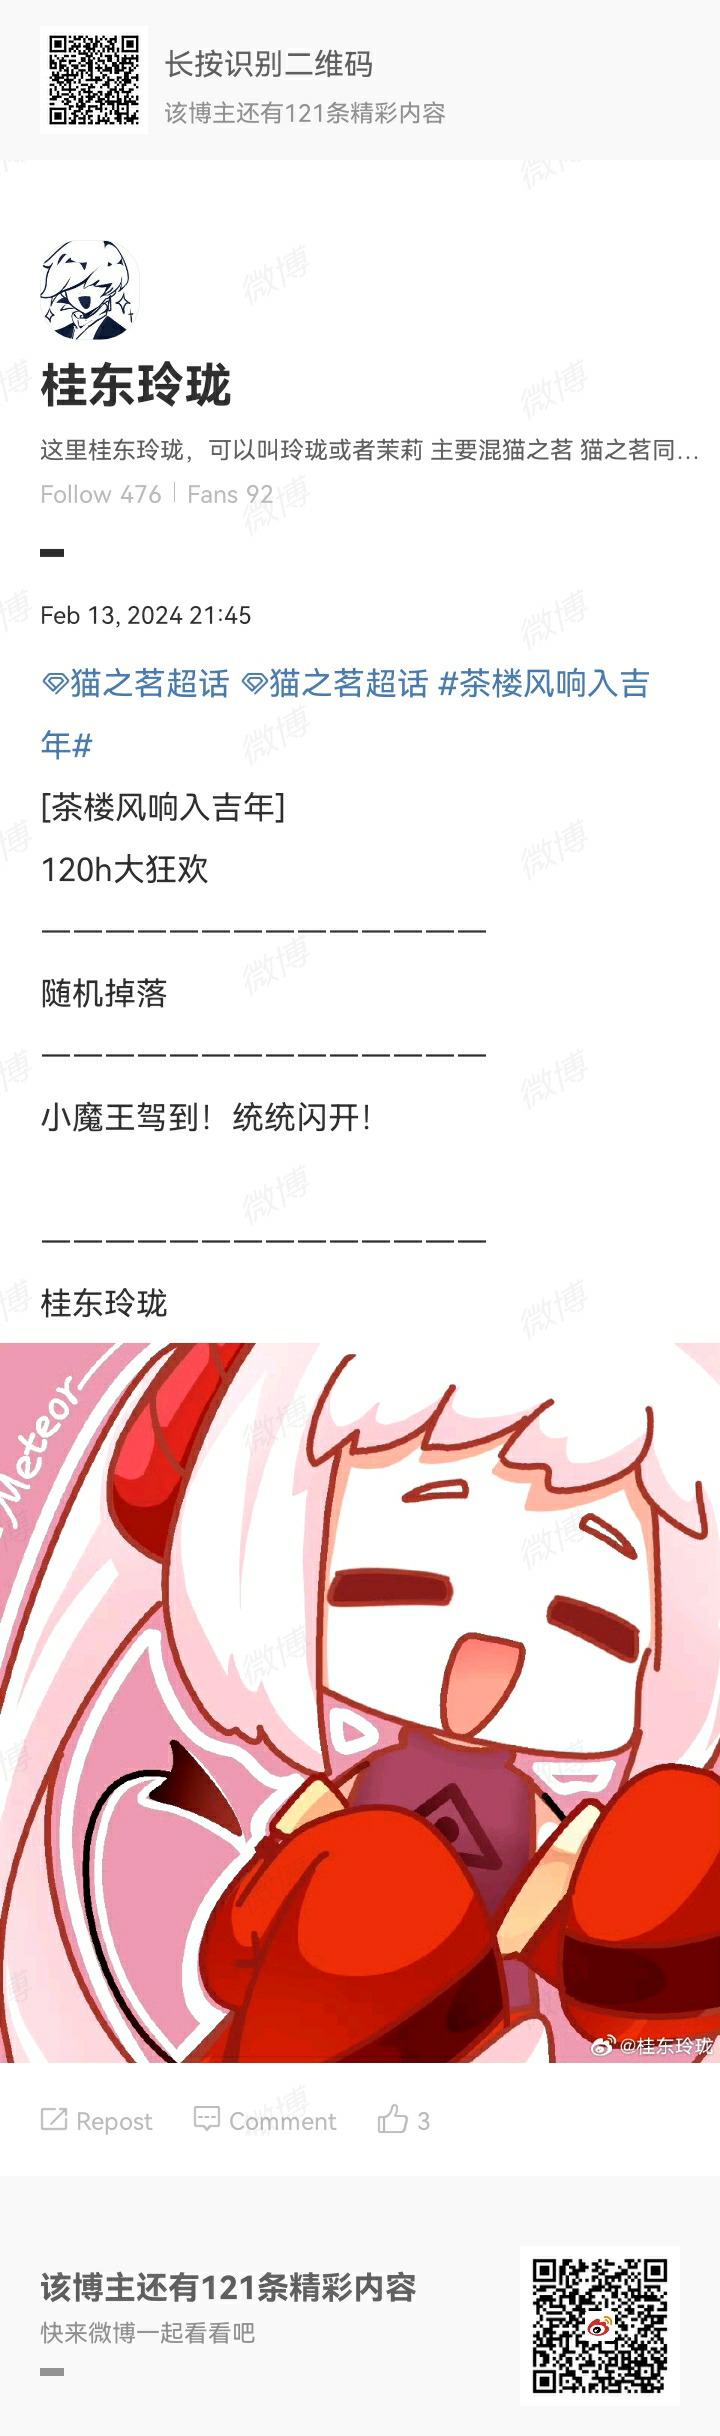 长按识别二维码
该博主还有121条精彩内容
桂东玲珑
这里桂东玲珑，可以叫玲珑或者茉莉 主要混猫之茗 猫之茗同...
Follow 476 | Fans 92
Feb 13, 2024 21:45
猫之茗超话 猫之茗超话 #茶楼风响入吉
年#
[茶楼风响入吉年]
120h大狂欢
——————————————
随机掉落
——————————————
小魔王驾到！统统闪开！
——————————————
桂东玲珑
Meteor
@桂东玲珑
Repost Comment 3
该博主还有121条精彩内容
快来微博一起看看吧
微博